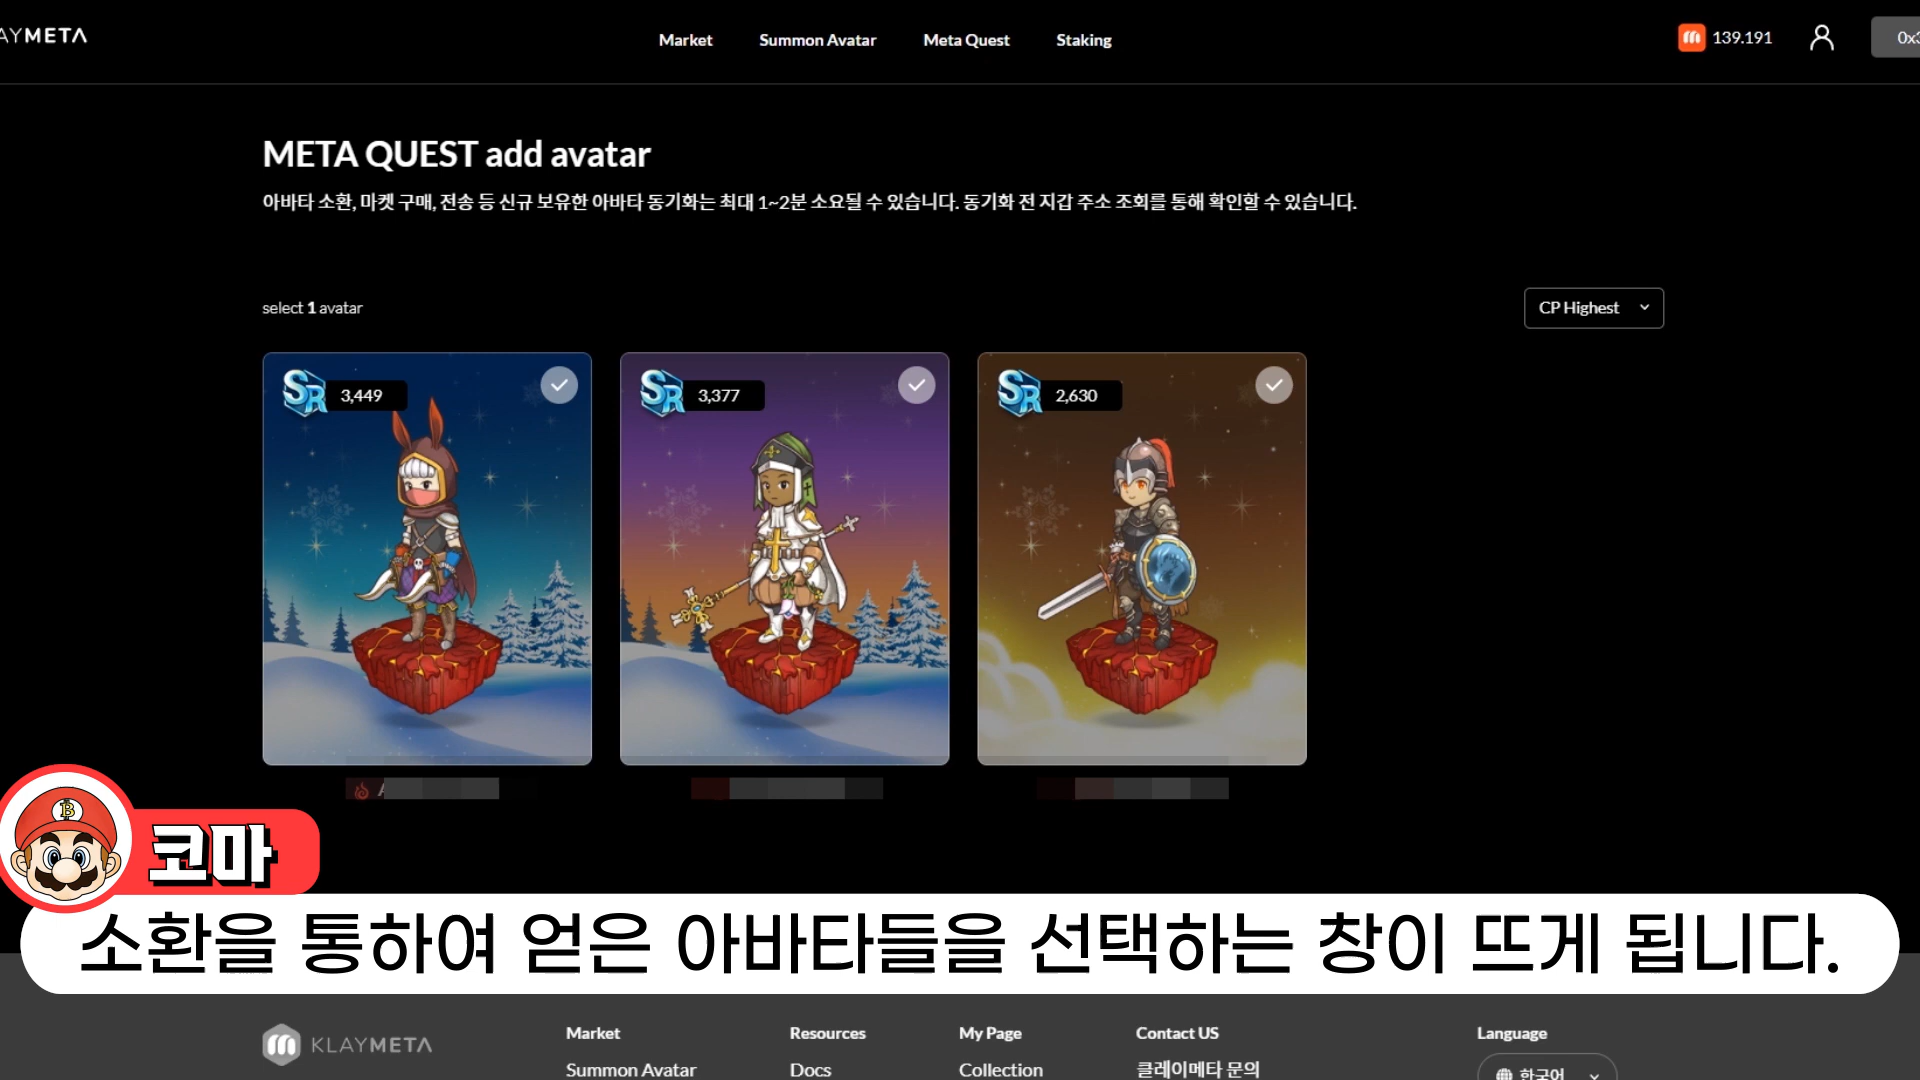 AYMETA
Market
Summon Avatar
Meta Quest
Staking
139.191
META QUEST add avatar
아바타 소환, 마켓 구매, 전송 등 신규 보유한 아바타 동기화는 최대 1~2분 소요될 수 있습니다. 동기화 전 지갑 주소 조회를 통해 확인할 수 있습니다.
select 1 avatar
CP Highest
SR 3,449
SR 3,377
SR 2,630
코마
소환을 통하여 얻은 아바타들을 선택하는 창이 뜨게 됩니다.
KLAYMETA
Market
Resources
My Page
Contact US
Language
Summon Avatar
Docs
Collection
클레이메타 문의
한국어